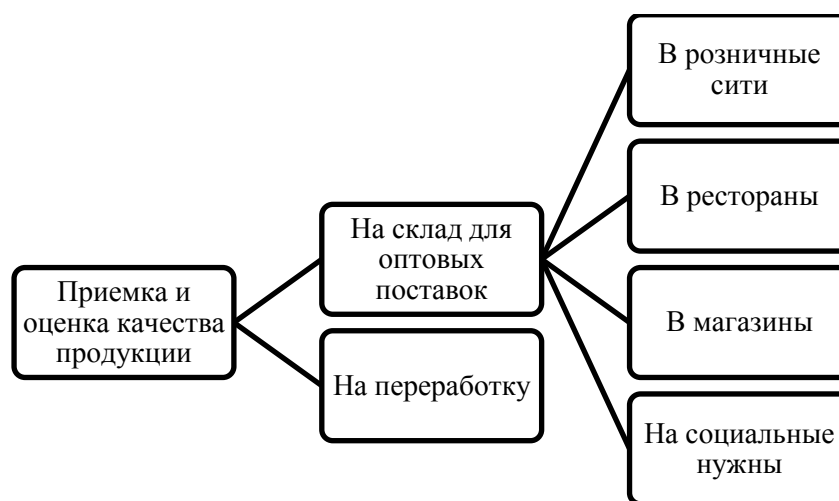 Приемка и
оценка качества
продукции
На склад для
оптовых
поставок
На переработку
В розничные
сити
В рестораны
В магазины
На социальные
нужны